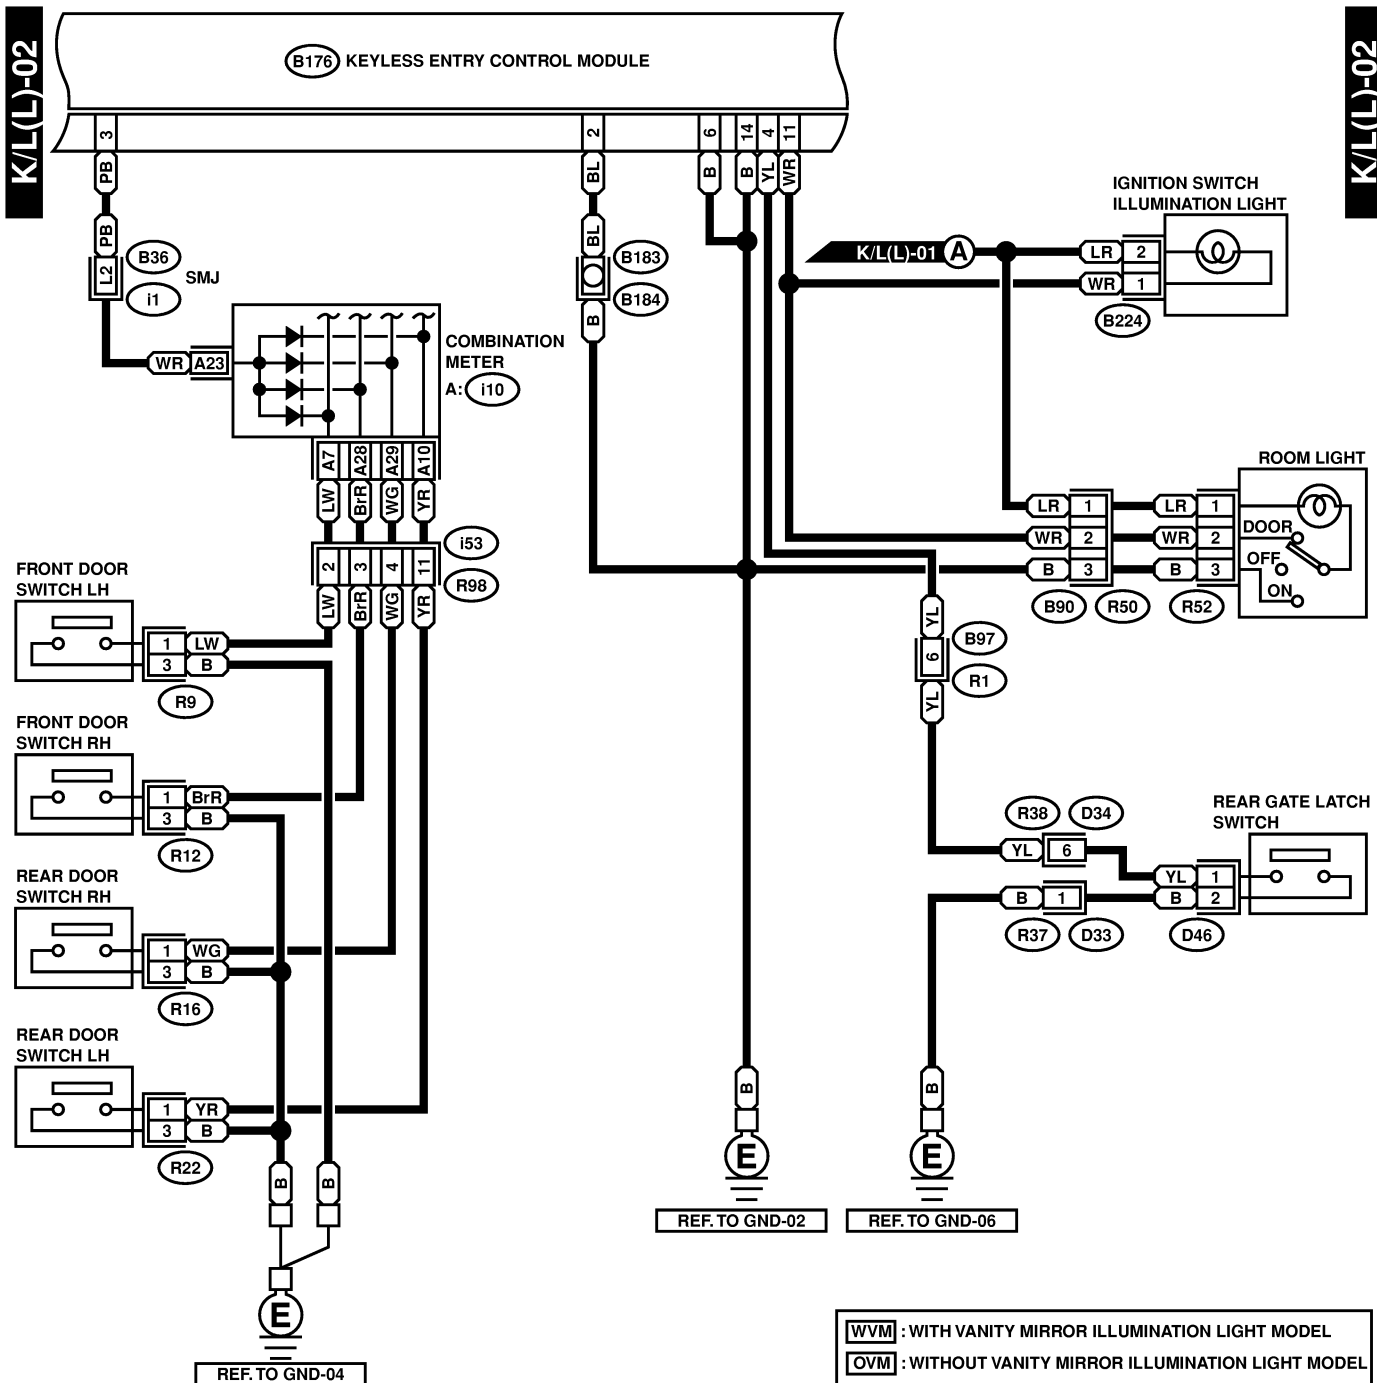 K/L(L)-02
K/L(L)-02
B176 KEYLESS ENTRY CONTROL MODULE
3
2
6
14
4
11
PB
BL
B
B
YL
WR
PB
L2
B36
i1
SMJ
BL
B183
B184
B
K/L(L)-01 A
IGNITION SWITCH
ILLUMINATION LIGHT
LR 2
WR 1
B224
WR A23
COMBINATION
METER
A: i10
A7
A28
A29
A10
LW
BrR
WG
YR
i53
2
3
4
11
R98
LW
BrR
WG
YR
ROOM LIGHT
LR 1 LR 1
WR 2 WR 2
B 3 B 3
DOOR
OFF
ON
B90 R50 R52
YL
B97
6
R1
YL
FRONT DOOR
SWITCH LH
1 LW
3 B
R9
FRONT DOOR
SWITCH RH
1 BrR
3 B
R12
REAR DOOR
SWITCH RH
1 WG
3 B
R16
REAR DOOR
SWITCH LH
1 YR
3 B
R22
R38 D34
YL 6
B 1
R37 D33
REAR GATE LATCH
SWITCH
YL 1
B 2
D46
B
B
B
B
E
E
REF. TO GND-02
REF. TO GND-06
E
REF. TO GND-04
WVM : WITH VANITY MIRROR ILLUMINATION LIGHT MODEL
OVM : WITHOUT VANITY MIRROR ILLUMINATION LIGHT MODEL